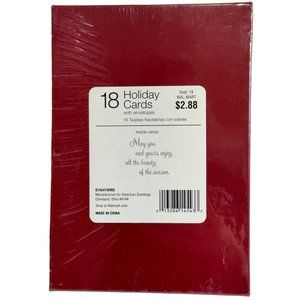 18 Holiday Cards
with envelopes
18 Tarjetas Navideñas con sobres
Dept. 18
WAL-MART
$2.88
Inside verse:
May you
and yours enjoy
all the beauty
of the season.
Manufactured for American Greetings
Cleveland, Ohio 44144
Shop at Walmart.com
MADE IN CHINA